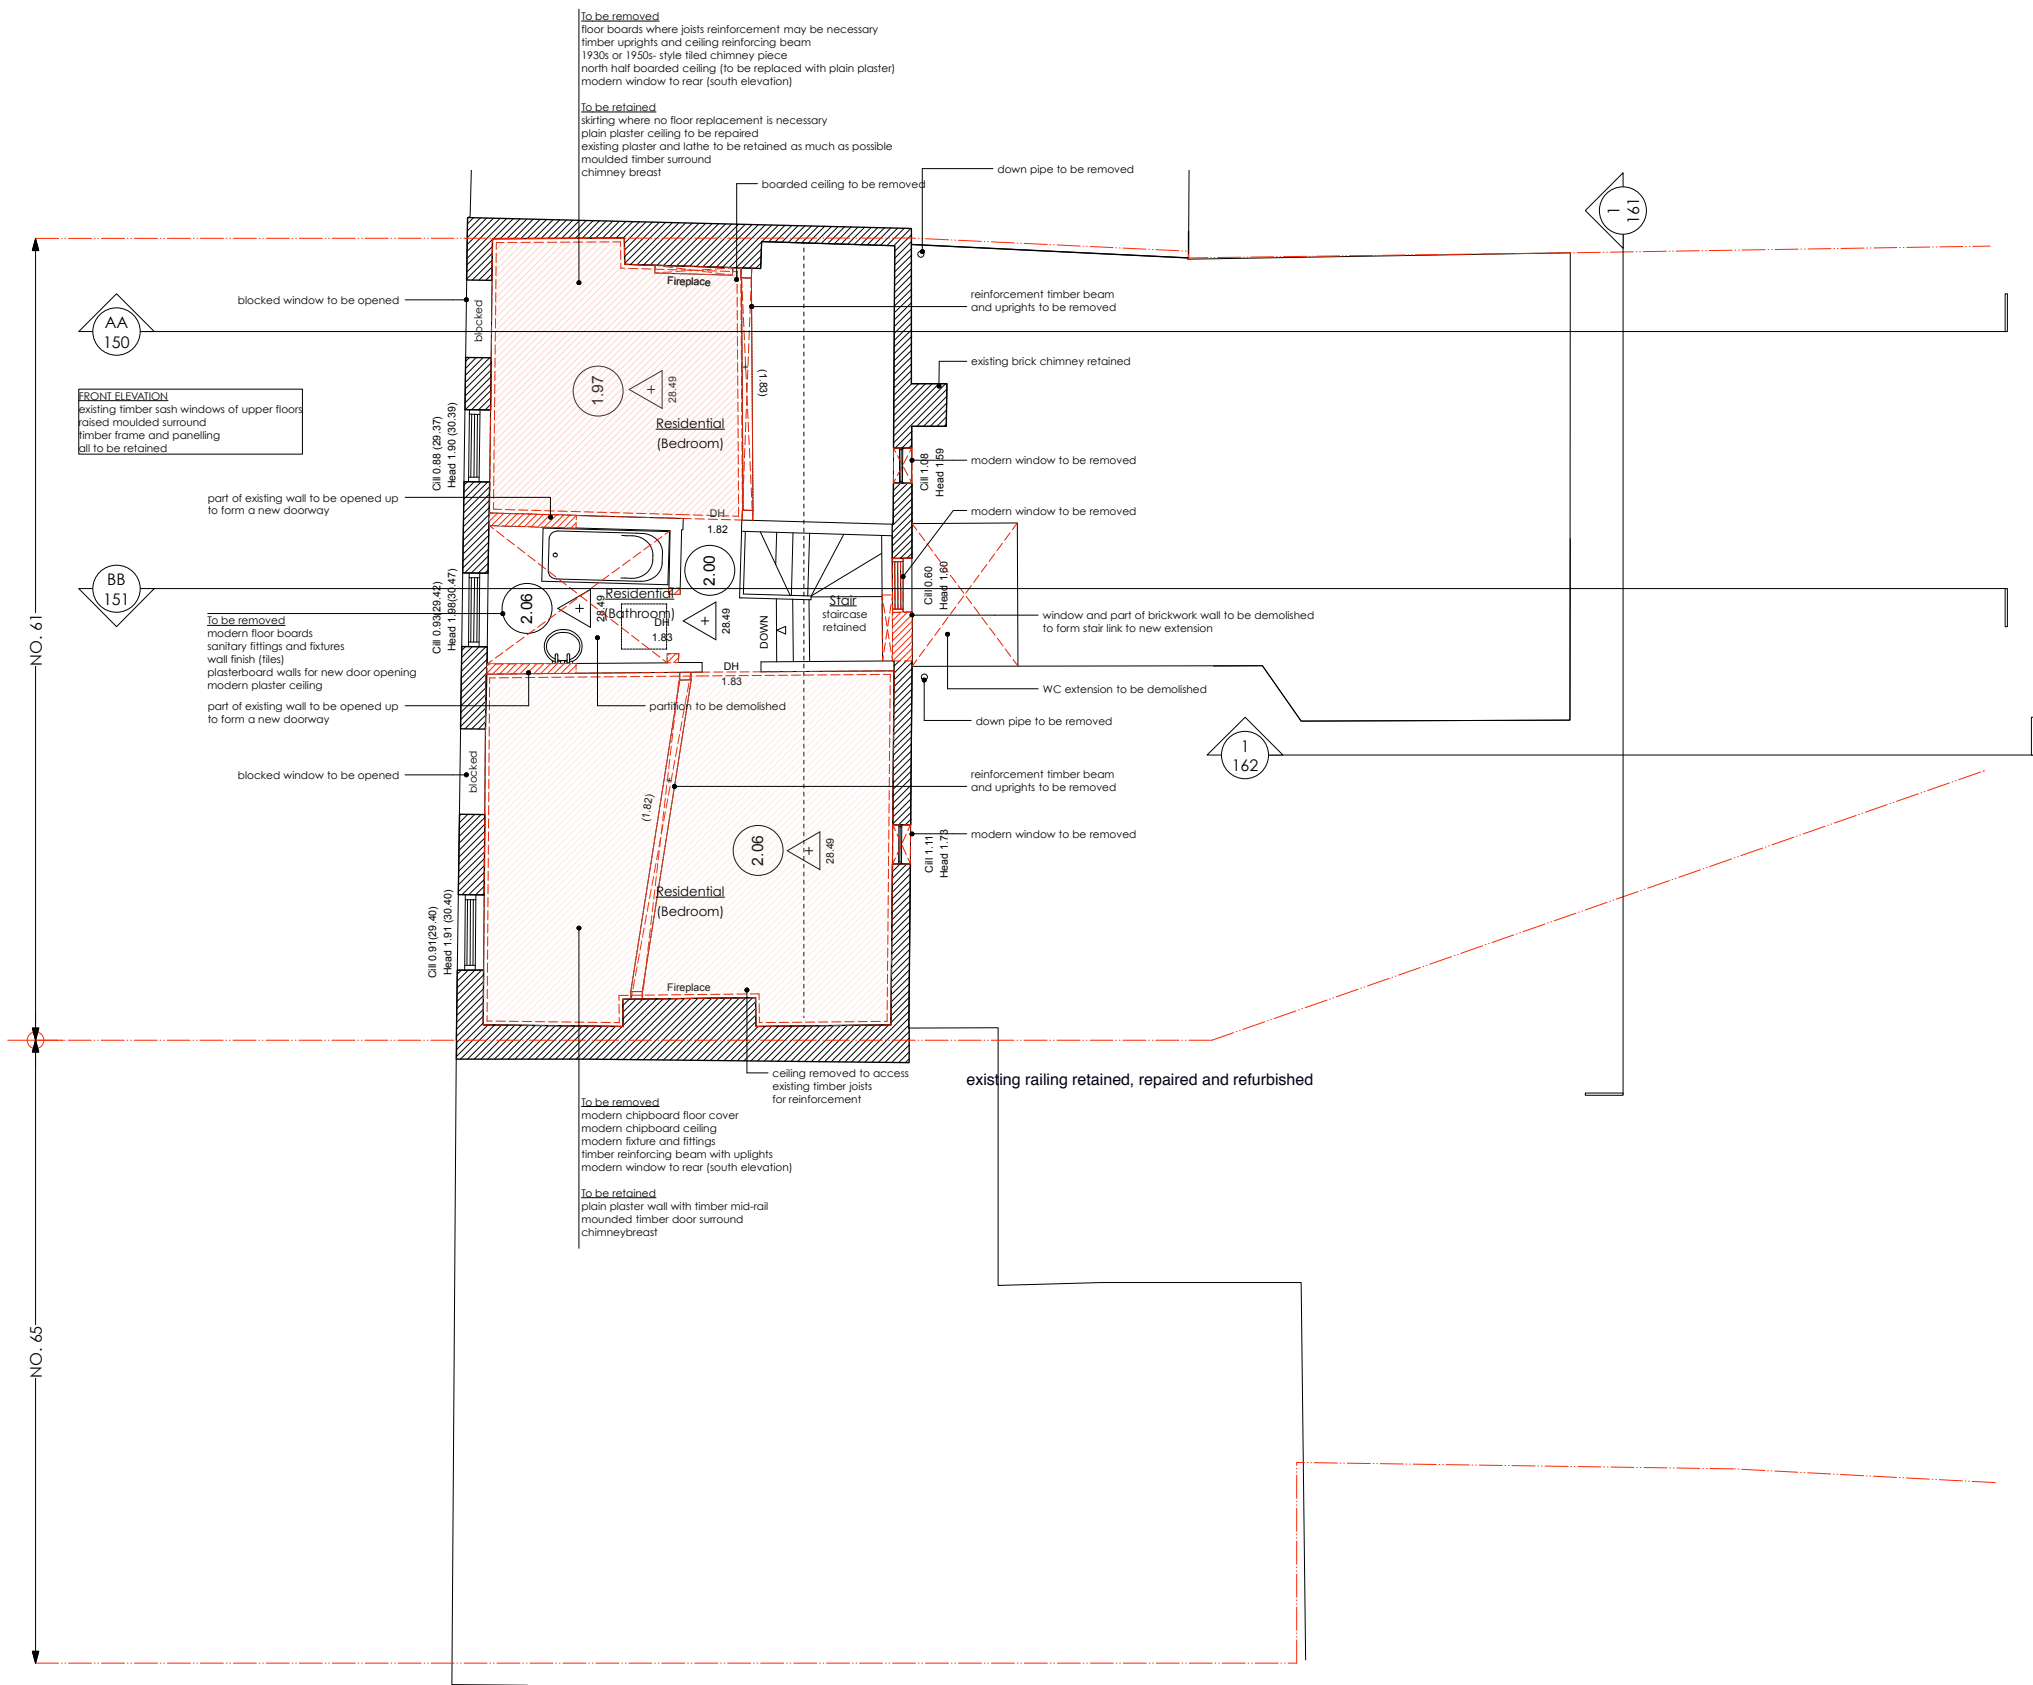 To be removed
floor boards where joists reinforcement may be necessary
timber uprights and ceiling reinforcing beam
1930s or 1950s- style tiled chimney piece
north half boarded ceiling (to be replaced with plain plaster)
modern window to rear (south elevation)
To be retained
skirting where no floor replacement is necessary
plain plaster ceiling to be repaired
existing plaster and lathe to be retained as much as possible
moulded timber surround
chimney breast
boarded ceiling to be removed
down pipe to be removed
1
161
Fireplace
blocked window to be opened
blocked
reinforcement timber beam
and uprights to be removed
AA
150
existing brick chimney retained
(1.83)
1.97
28.49
FRONT ELEVATION
existing timber sash windows of upper floors
raised moulded surround
timber frame and panelling
all to be retained
Cill 0.88 (29.37)
Head 1.90 (30.39)
Residential
(Bedroom)
modern window to be removed
Cill 1.08
Head 1.59
part of existing wall to be opened up
to form a new doorway
DH
1.82
modern window to be removed
2.00
BB
151
Cill 0.93(29.42)
Head 1.98(30.47)
2.06
28.49
Residential
(Bathroom)
DH
1.83
28.49
DOWN
Stair
staircase
retained
Cill 0.60
Head 1.60
window and part of brickwork wall to be demolished
to form stair link to new extension
NO. 61
To be removed
modern floor boards
sanitary fittings and fixtures
wall finish (tiles)
plasterboard walls for new door opening
modern plaster ceiling
DH
1.83
WC extension to be demolished
part of existing wall to be opened up
to form a new doorway
partition to be demolished
down pipe to be removed
1
162
blocked window to be opened
blocked
reinforcement timber beam
and uprights to be removed
(1.82)
2.06
28.49
modern window to be removed
Cill 1.11
Head 1.73
Residential
(Bedroom)
Cill 0.91(29.40)
Head 1.91 (30.40)
Fireplace
ceiling removed to access
existing timber joists
for reinforcement
existing railing retained, repaired and refurbished
To be removed
modern chipboard floor cover
modern chipboard ceiling
modern fixture and fittings
timber reinforcing beam with uplights
modern window to rear (south elevation)
To be retained
plain plaster wall with timber mid-rail
mounded timber door surround
chimneybreast
NO. 65